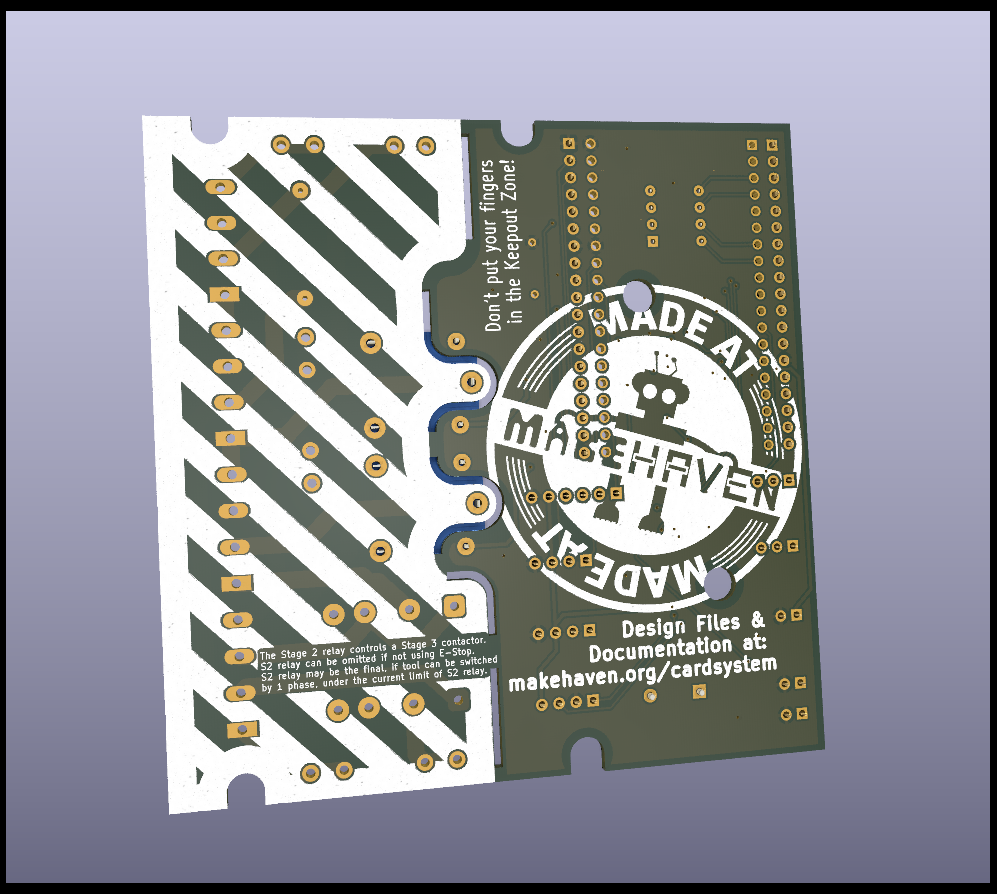 Don't put your fingers
in the Keepout Zone!
MADE AT
MAKEHAVEN
MADE AT
The Stage 2 relay controls a Stage 3 contactor.
S2 relay can be omitted if not using E-Stop.
S2 relay may be the final, if tool can be switched
by 1 phase, under the current limit of S2 relay.
Design Files &
Documentation at:
makehaven.org/cardsystem